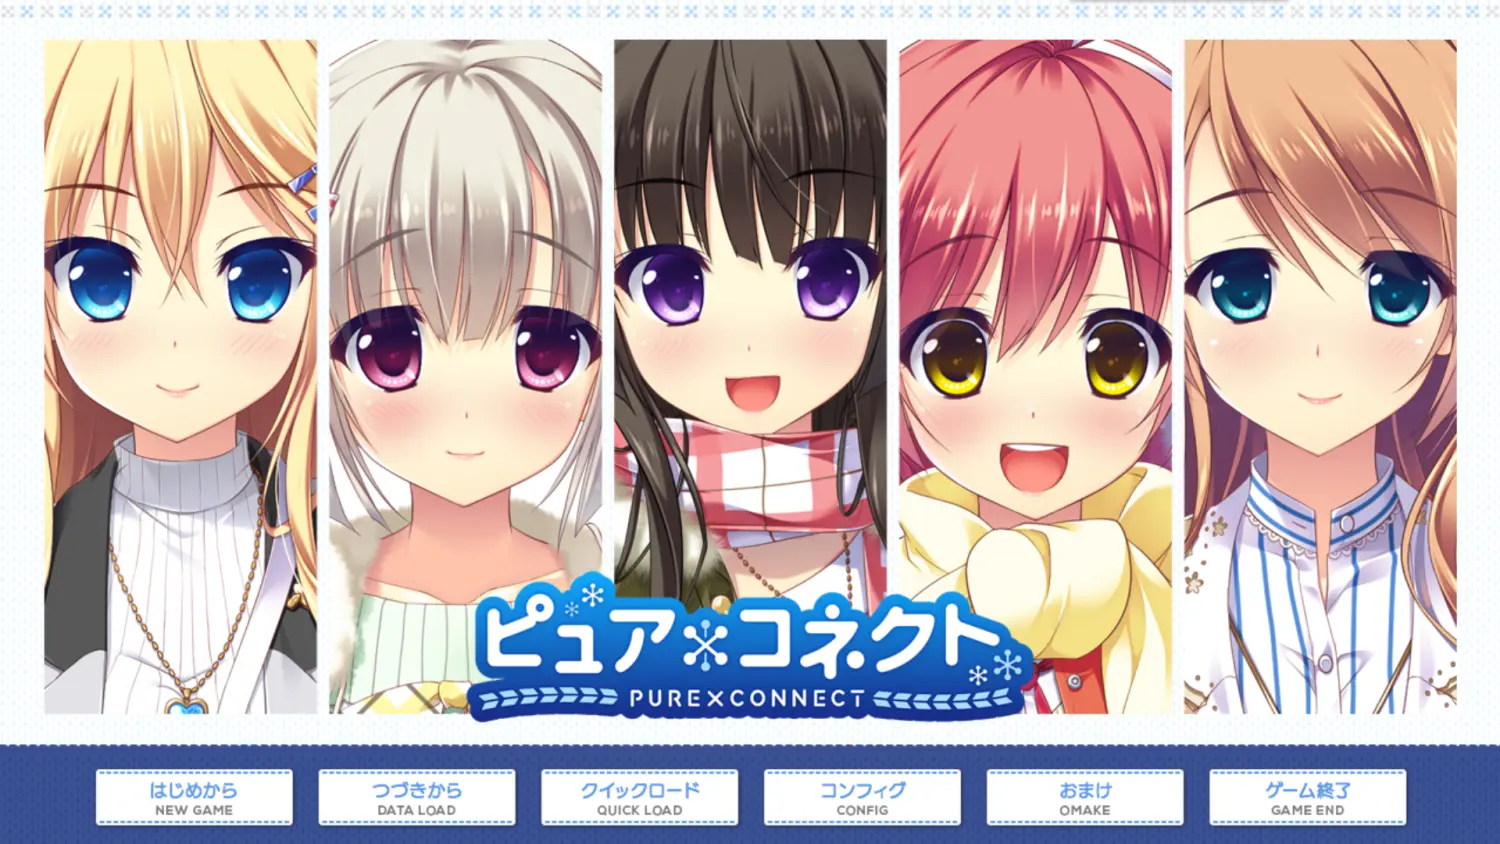 ピュア×コネクト
PURE×CONNECT
はじめから
NEW GAME
つづきから
DATA LOAD
クイックロード
QUICK LOAD
コンフィグ
CONFIG
おまけ
OMAKE
ゲーム終了
GAME END